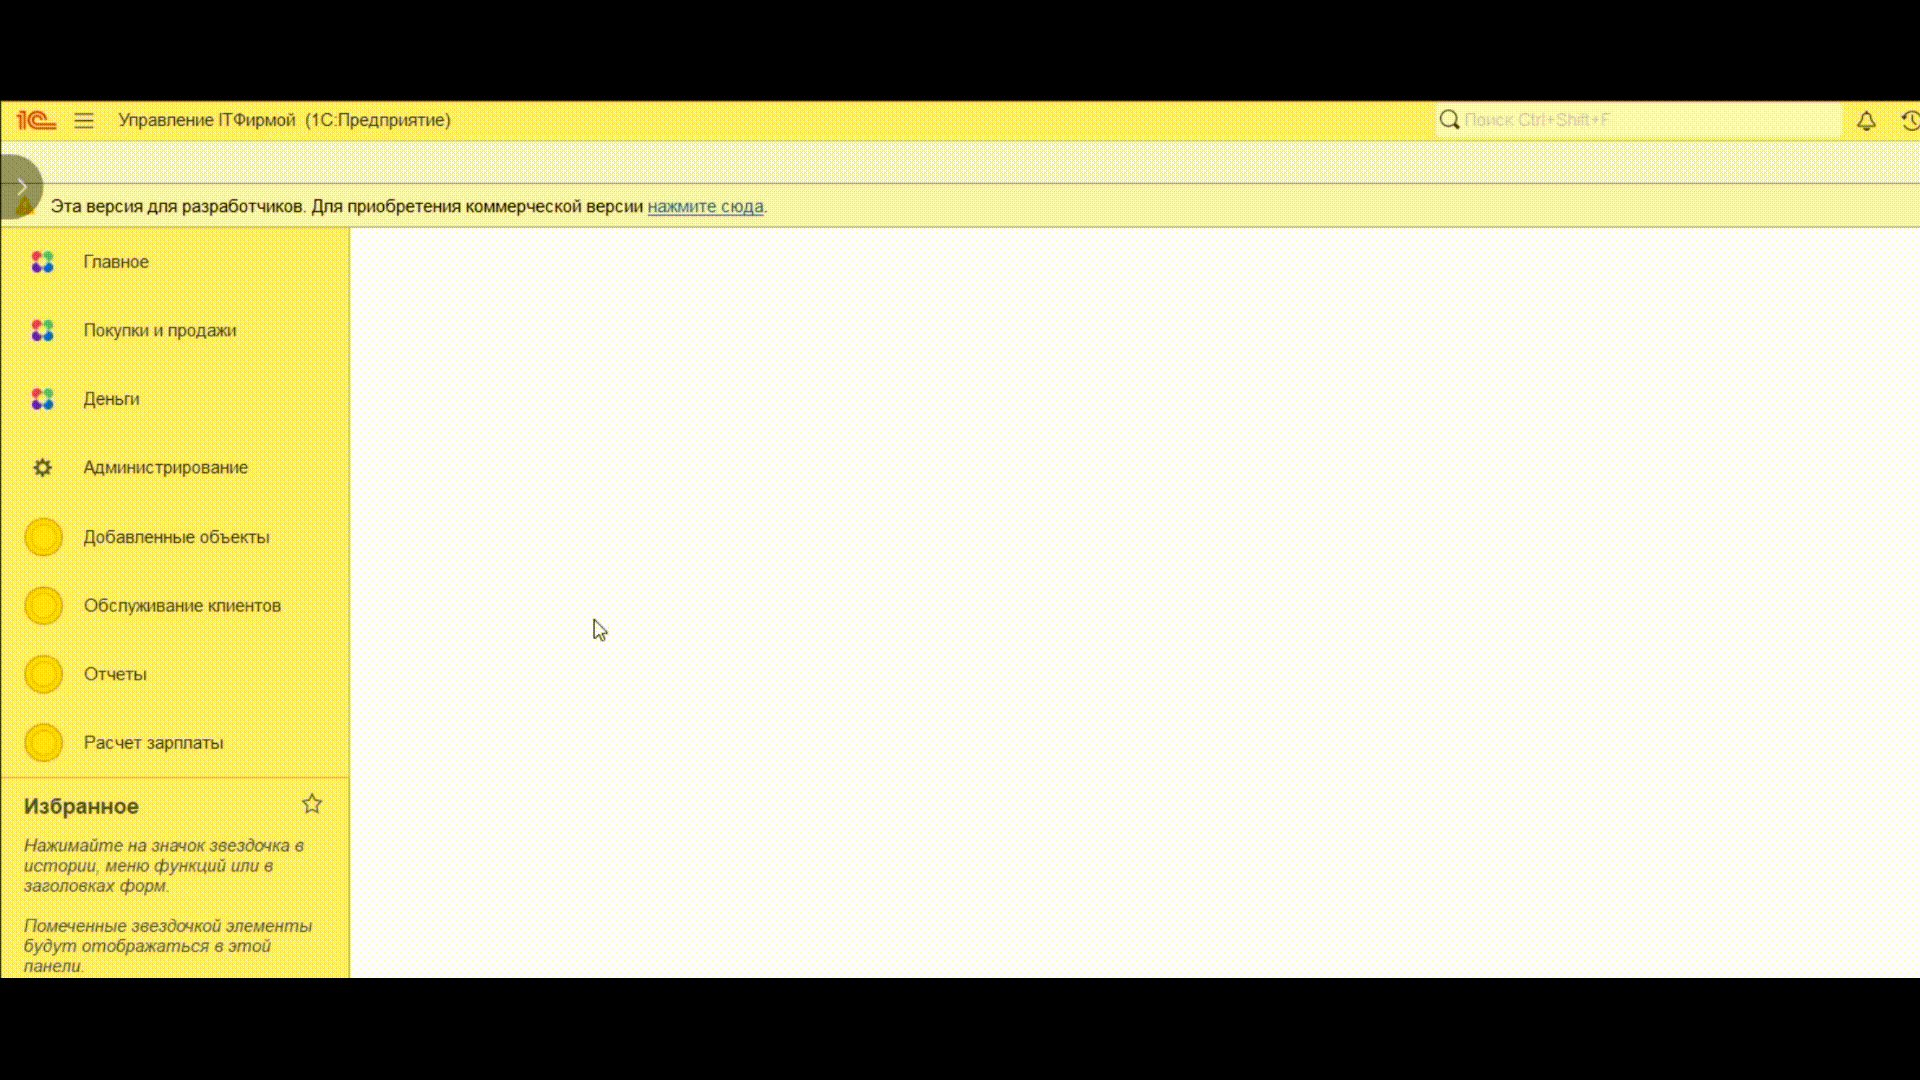 1С Управление ITФирмой (1С:Предприятие) Поиск Ctrl+Shift+F
Эта версия для разработчиков. Для приобретения коммерческой версии нажмите сюда.
Главное
Покупки и продажи
Деньги
Администрирование
Добавленные объекты
Обслуживание клиентов
Отчеты
Расчет зарплаты
Избранное
Нажимайте на значок звездочка в
истории, меню функций или в
заголовках форм.
Помеченные звездочкой элементы
будут отображаться в этой
панели.